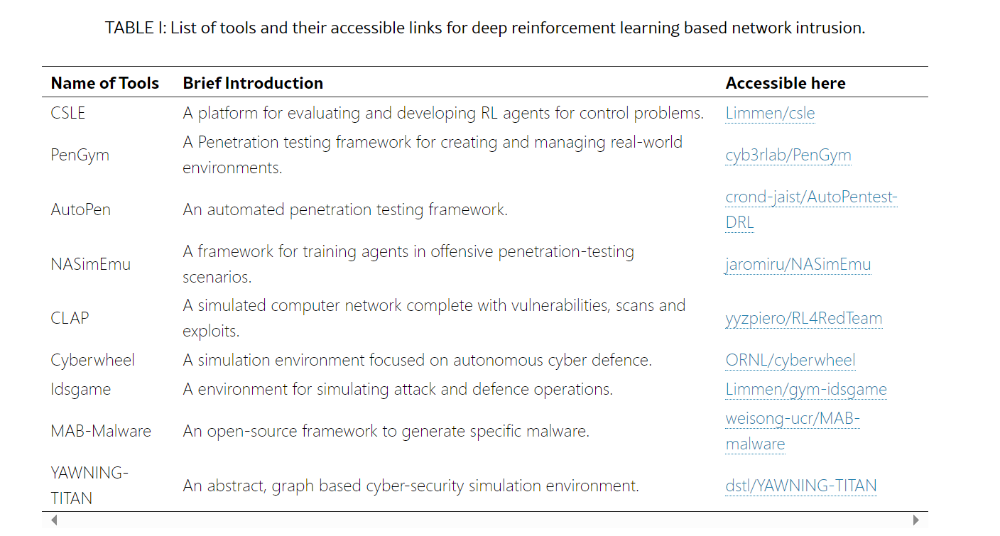 TABLE I: List of tools and their accessible links for deep reinforcement learning based network intrusion.
Name of Tools Brief Introduction Accessible here
CSLE A platform for evaluating and developing RL agents for control problems. Limmen/csle
PenGym A Penetration testing framework for creating and managing real-world
environments. cyb3rlab/PenGym
AutoPen An automated penetration testing framework. crond-jaist/AutoPentest-
DRL
NASimEmu A framework for training agents in offensive penetration-testing
scenarios. jaromiru/NASimEmu
CLAP A simulated computer network complete with vulnerabilities, scans and
exploits. yyzpiero/RL4RedTeam
Cyberwheel A simulation environment focused on autonomous cyber defence. ORNL/cyberwheel
Idsgame A environment for simulating attack and defence operations. Limmen/gym-idsgame
MAB-Malware An open-source framework to generate specific malware. weisong-ucr/MAB-
malware
YAWNING-
TITAN An abstract, graph based cyber-security simulation environment. dstl/YAWNING-TITAN